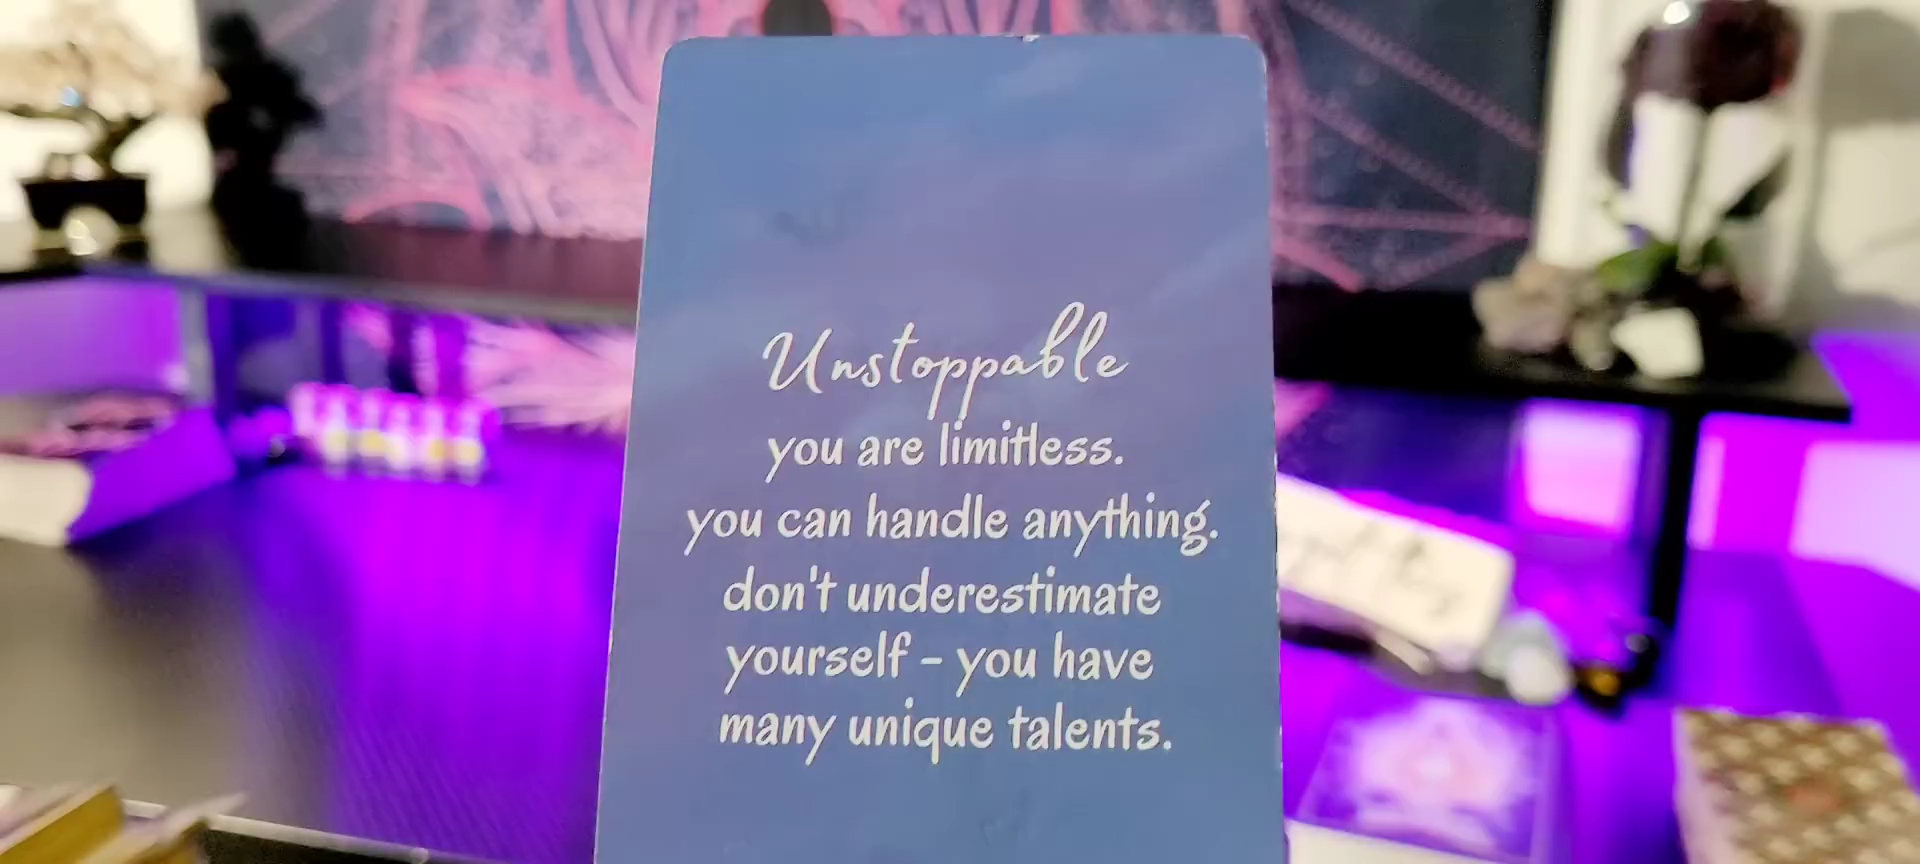 Unstoppable
you are limitless.
you can handle anything.
don't underestimate
yourself - you have
many unique talents.